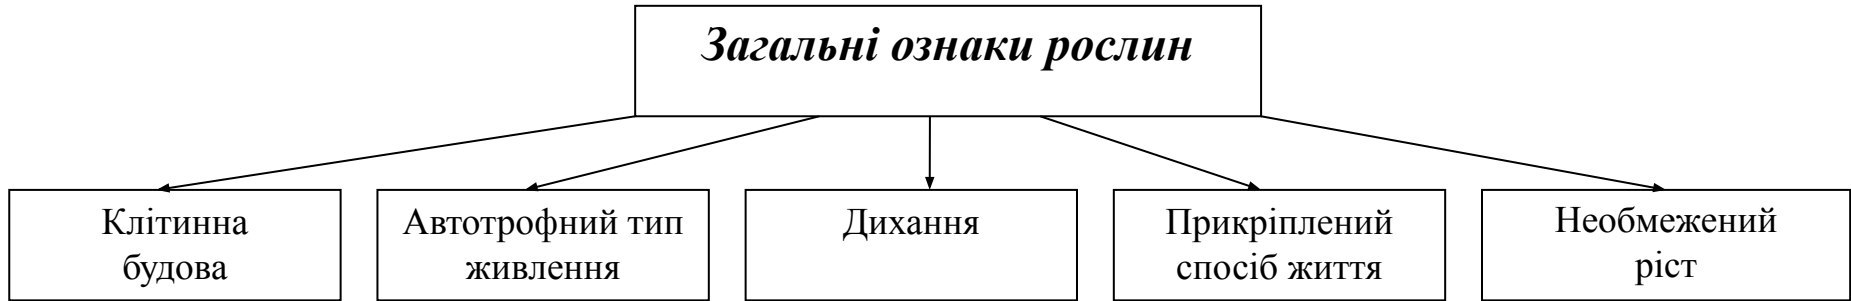 Загальні ознаки рослин
Клітинна
будова
Автотрофний тип
живлення
Дихання
Прикріплений
спосіб життя
Необмежений
ріст